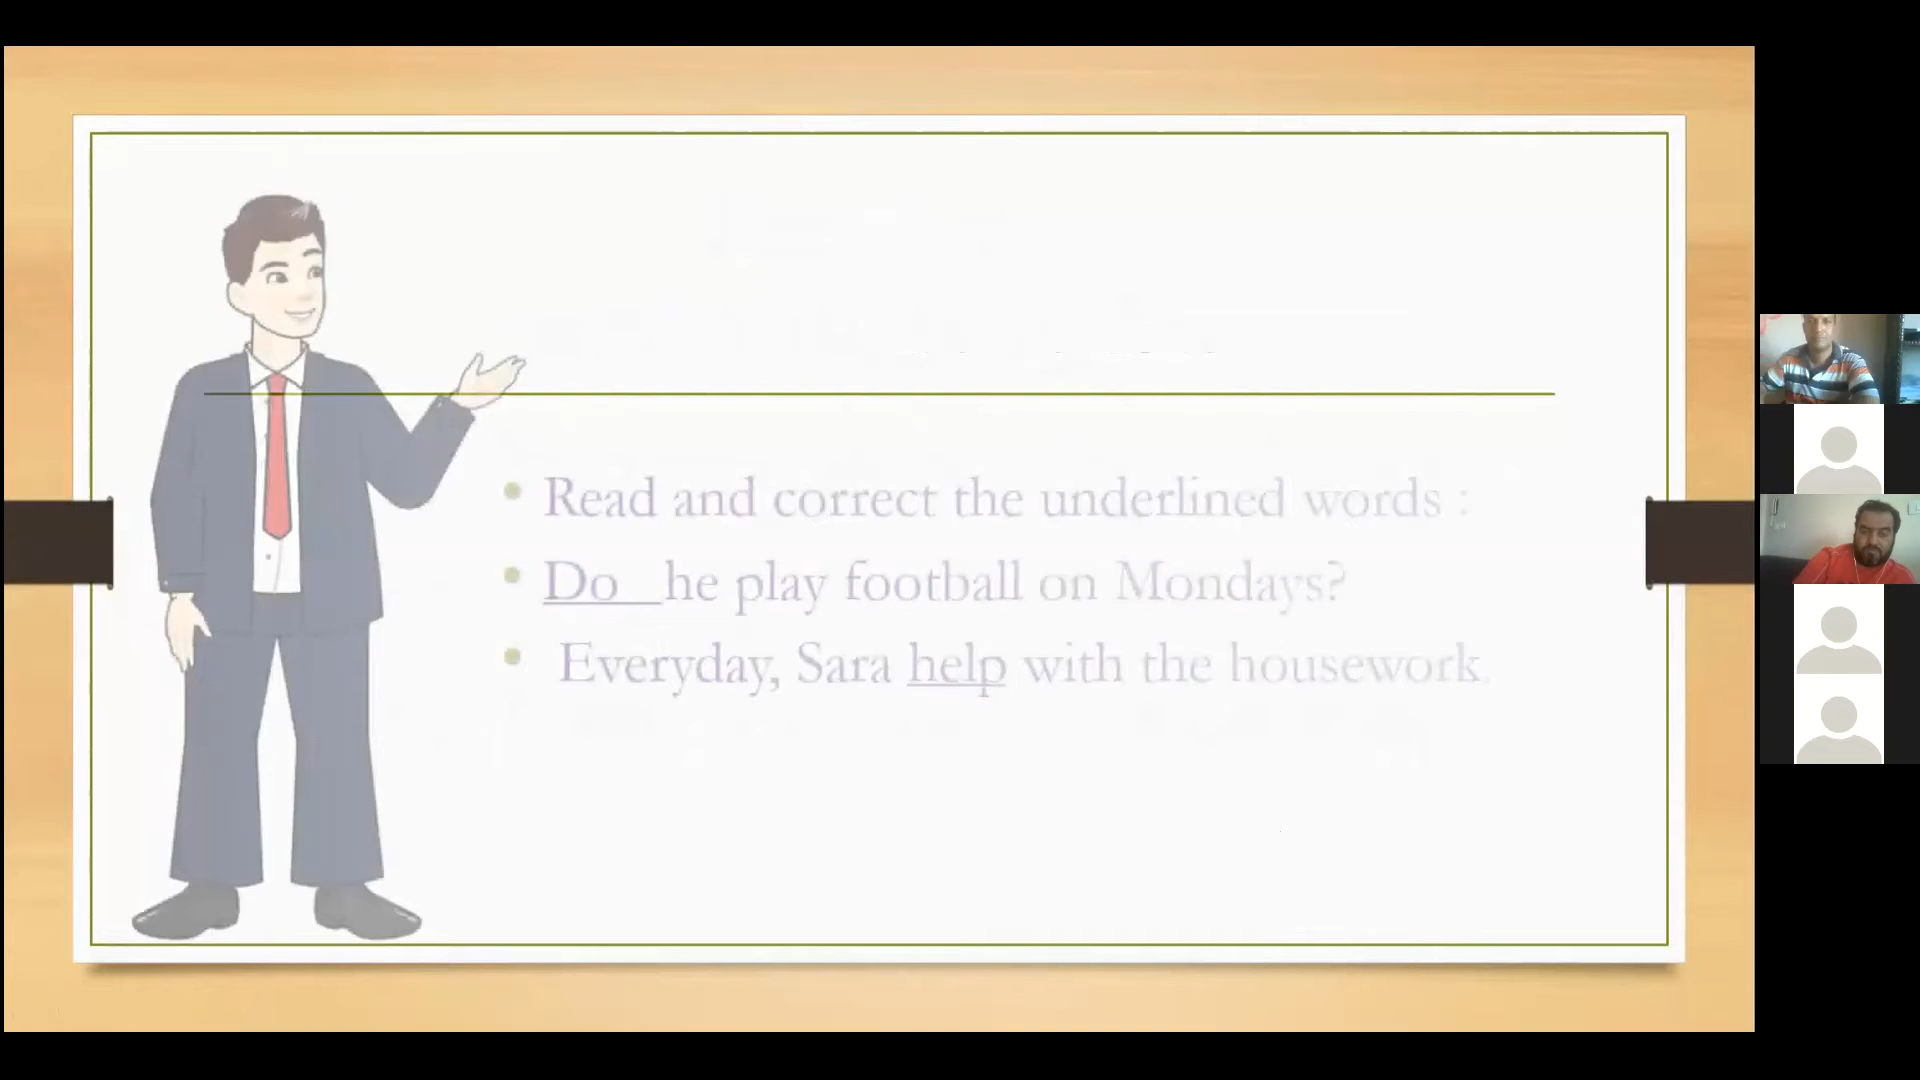 Read and correct the underlined words :
Do he play football on Mondays?
Everyday, Sara help with the housework.